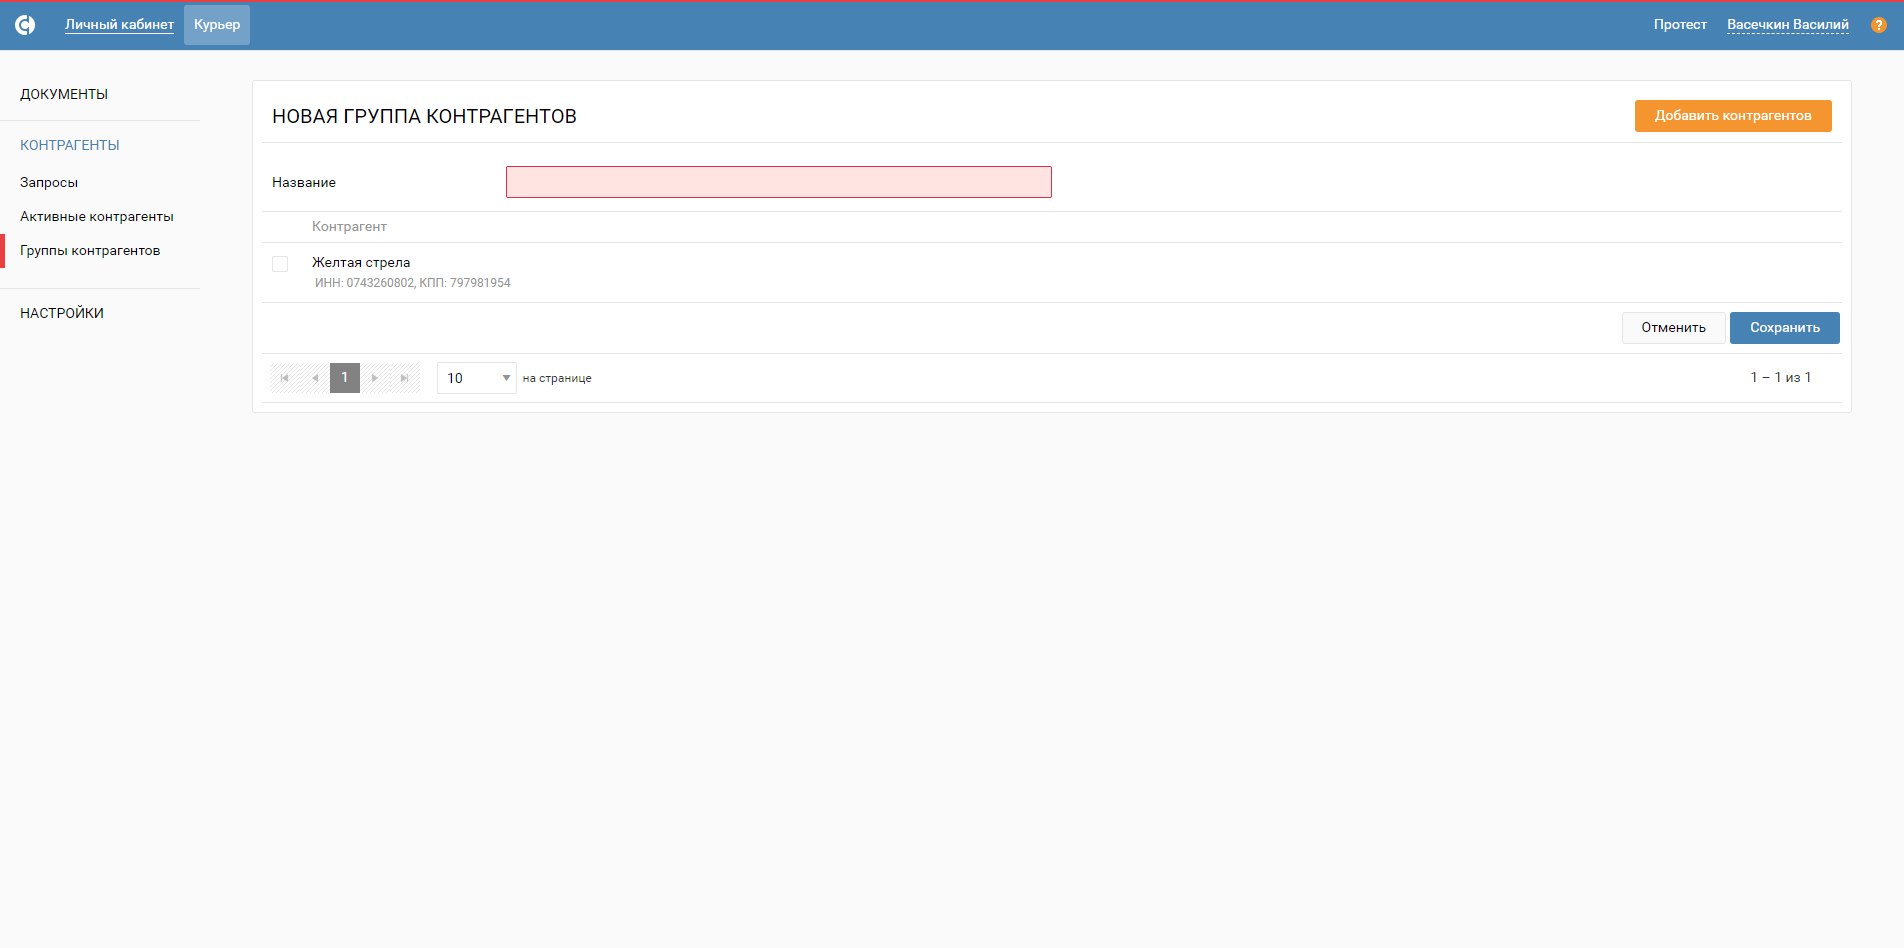 Личный кабинет Курьер Протест Васечкин Василий ?
ДОКУМЕНТЫ
КОНТРАГЕНТЫ
Запросы
Активные контрагенты
Группы контрагентов
НАСТРОЙКИ
НОВАЯ ГРУППА КОНТРАГЕНТОВ Добавить контрагентов
Название
Контрагент
Желтая стрела
ИНН: 0743260802, КПП: 797981954
Отменить Сохранить
1 10 на странице 1 – 1 из 1